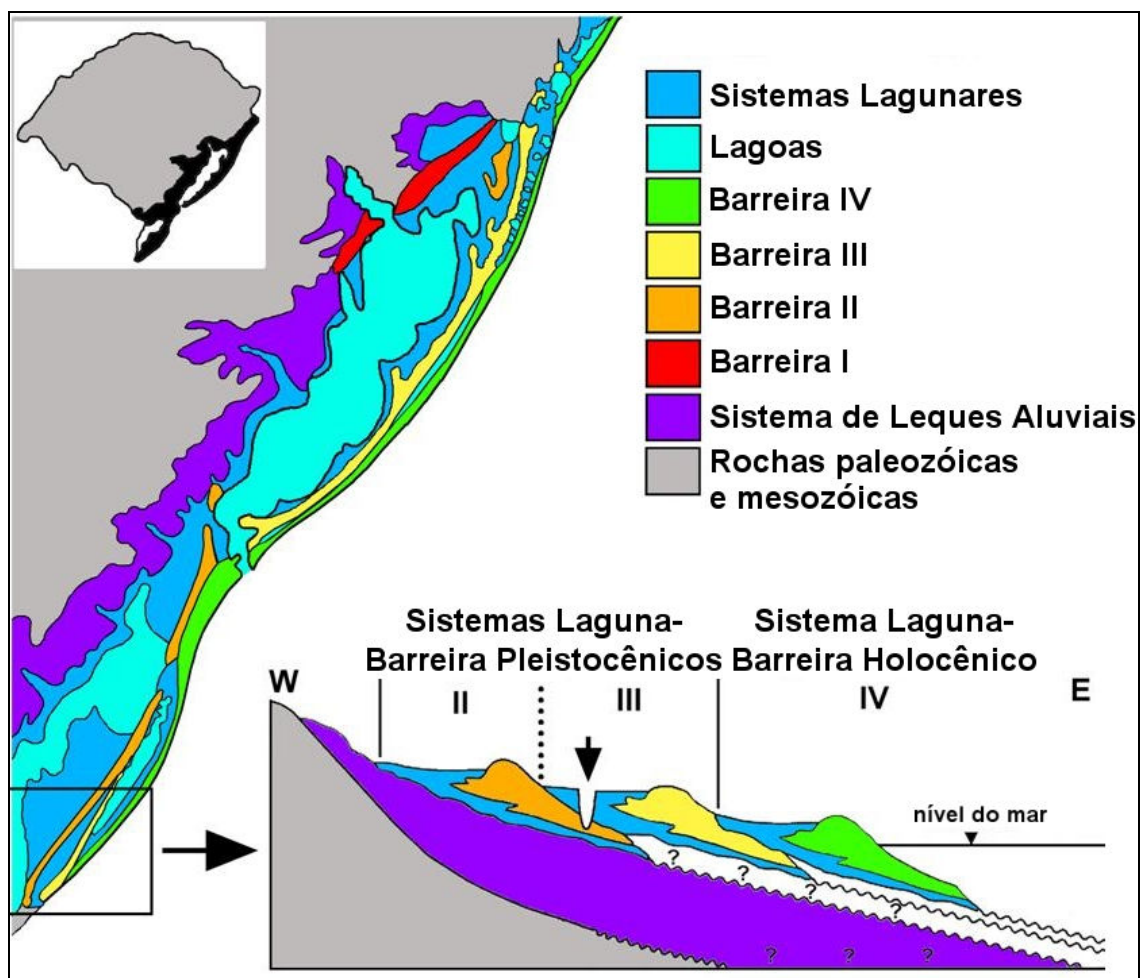 Sistemas Lagunares
Lagoas
Barreira IV
Barreira III
Barreira II
Barreira I
Sistema de Leques Aluviais
Rochas paleozóicas
e mesozóicas
Sistemas Laguna-
Barreira Pleistocênicos
Sistema Laguna-
Barreira Holocênico
W
II
III
IV
E
nível do mar
? ? ? ?
? ? ?